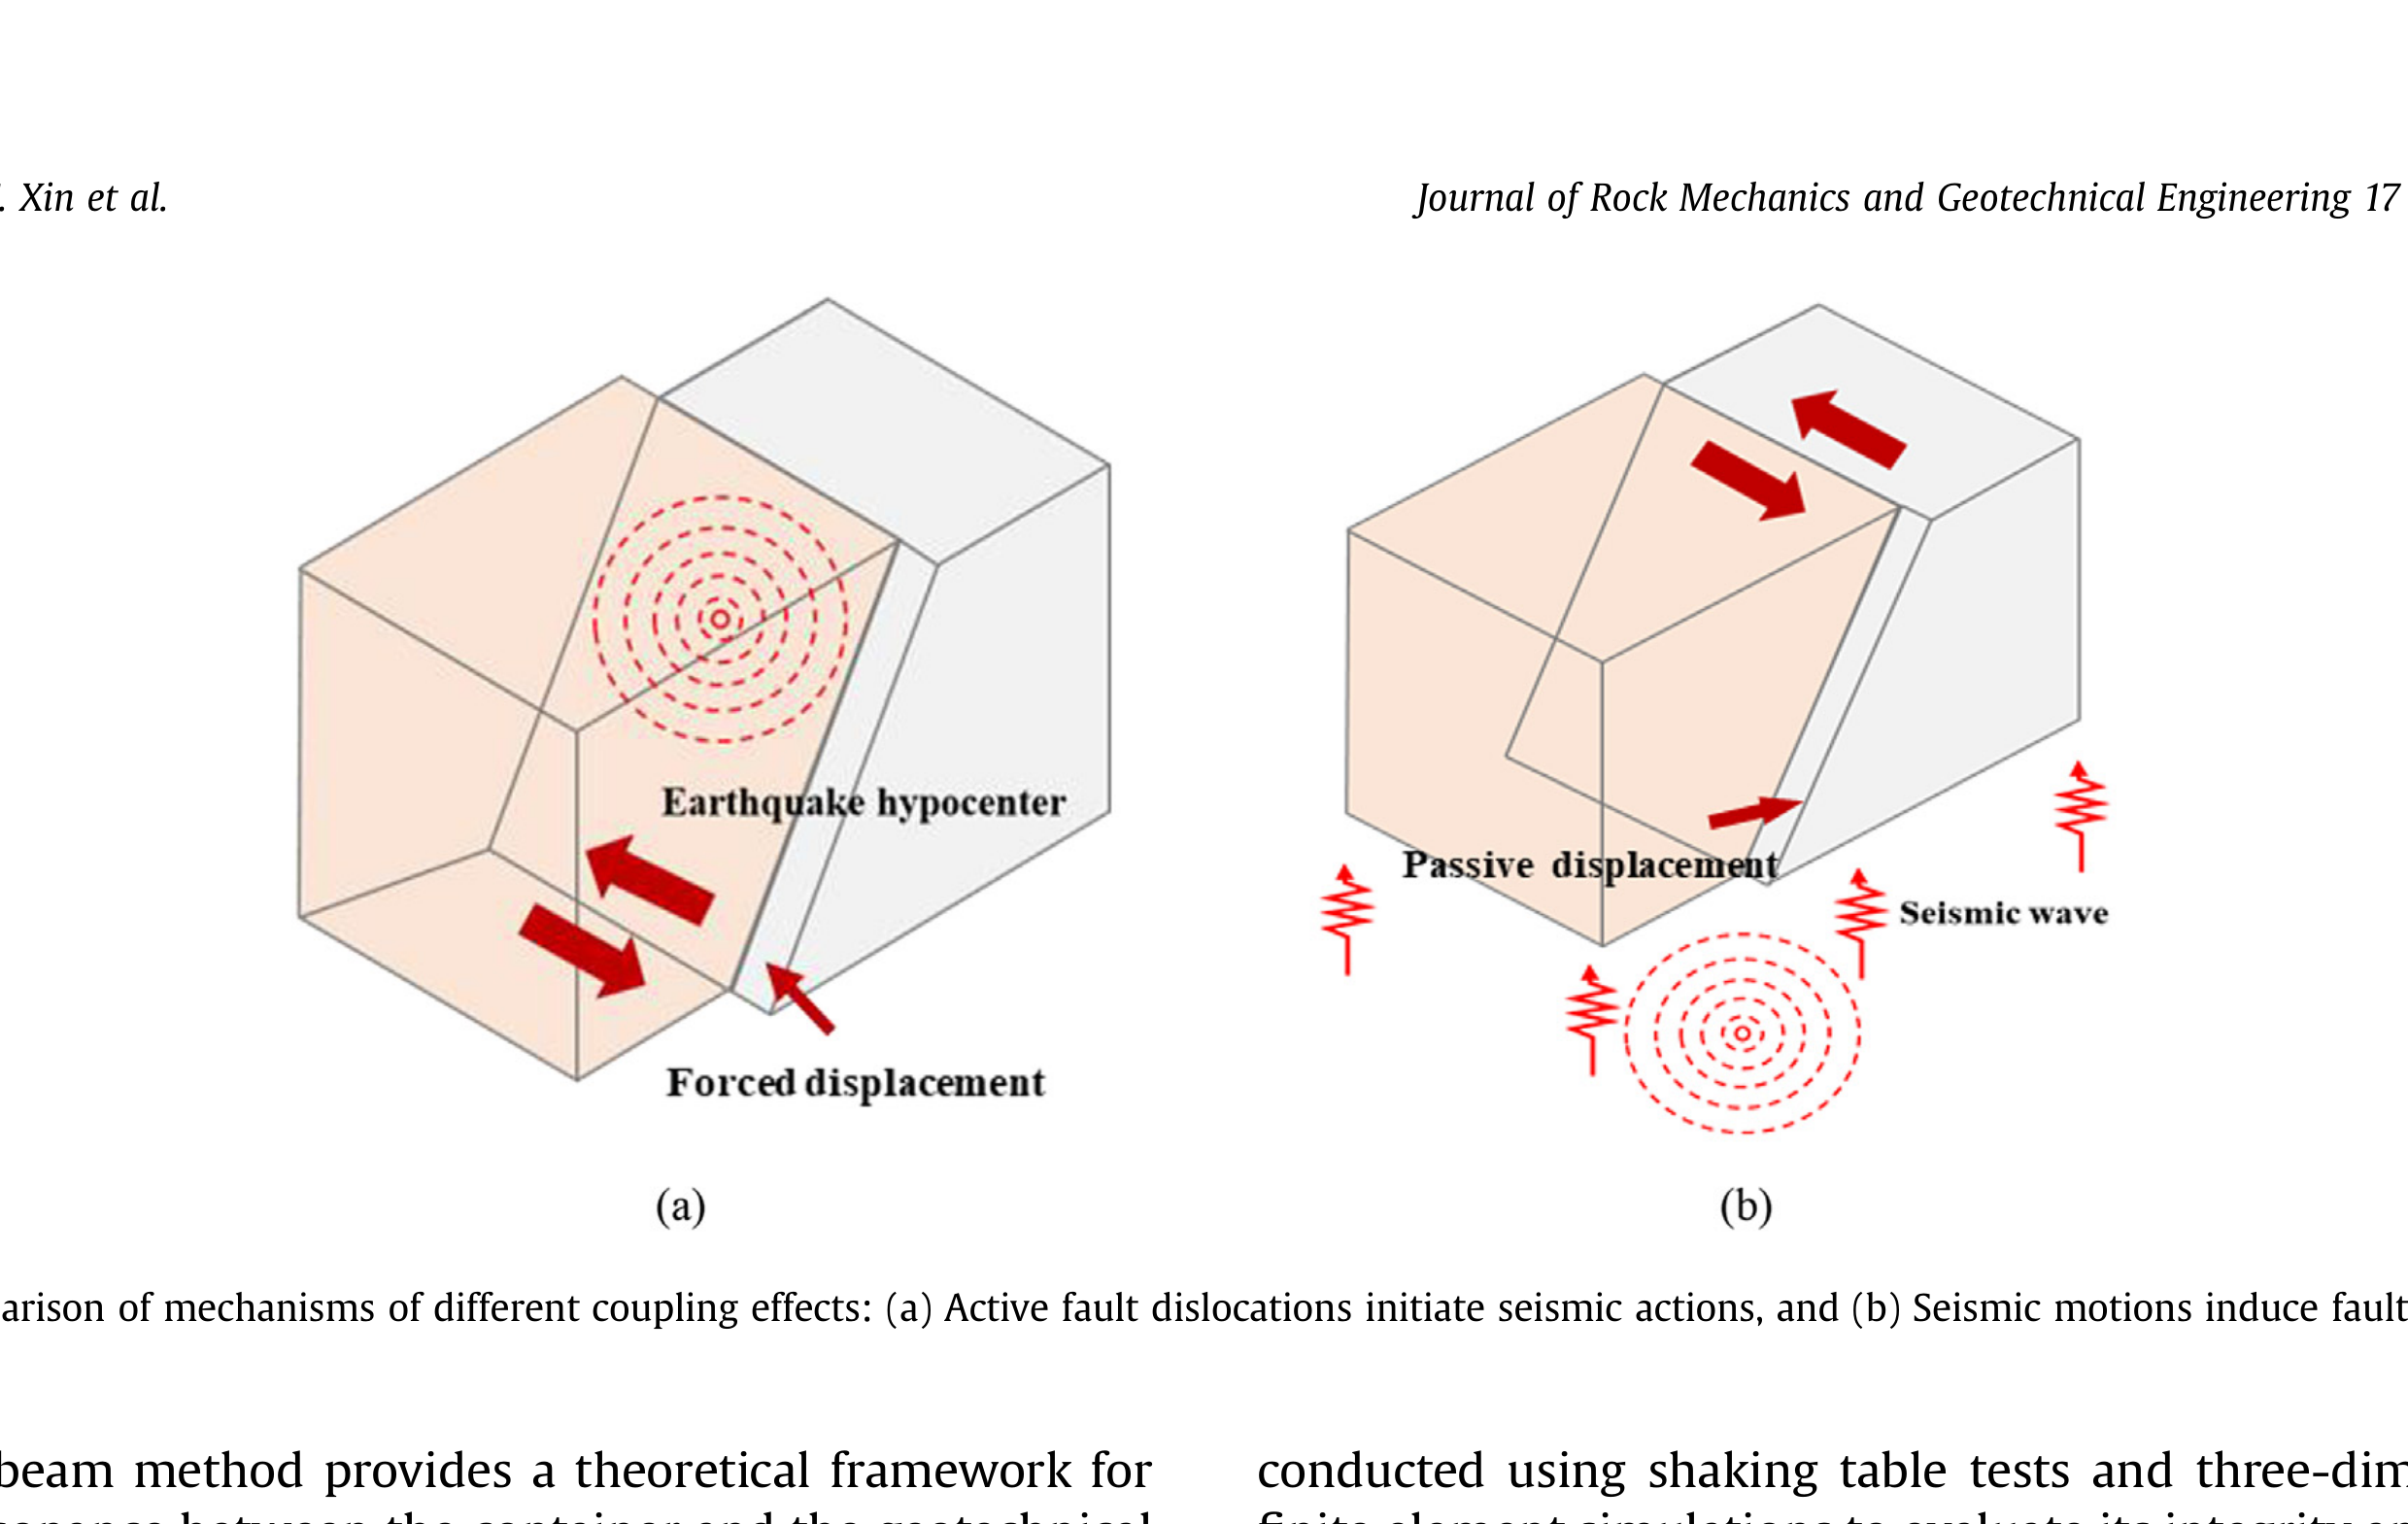 Xin et al.
Journal of Rock Mechanics and Geotechnical Engineering 17
Earthquake hypocenter
Forced displacement
(a)
Passive displacement
Seismic wave
(b)
arison of mechanisms of different coupling effects: (a) Active fault dislocations initiate seismic actions, and (b) Seismic motions induce fault
beam method provides a theoretical framework for
conducted using shaking table tests and three-dim